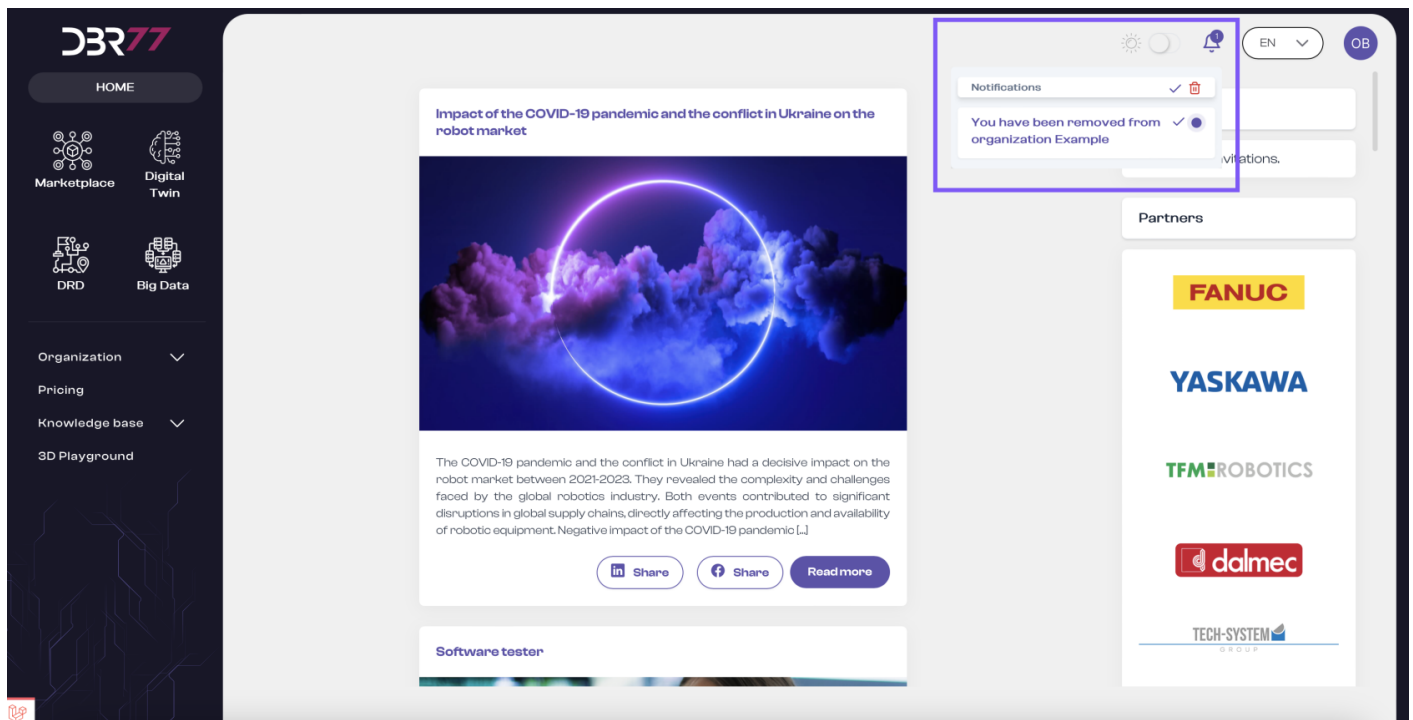 DBR77
HOME
Marketplace
Digital
Twin
DRD
Big Data
Organization
Pricing
Knowledge base
3D Playground
1
EN
OB
Notifications
You have been removed from
organization Example
vitations.
Impact of the COVID-19 pandemic and the conflict in Ukraine on the
robot market
The COVID-19 pandemic and the conflict in Ukraine had a decisive impact on the
robot market between 2021-2023. They revealed the complexity and challenges
faced by the global robotics industry. Both events contributed to significant
disruptions in global supply chains, directly affecting the production and availability
of robotic equipment. Negative impact of the COVID-19 pandemic [...]
Share
Share
Read more
Software tester
Partners
FANUC
YASKAWA
TFM ROBOTICS
dalmec
TECH-SYSTEM
GROUP